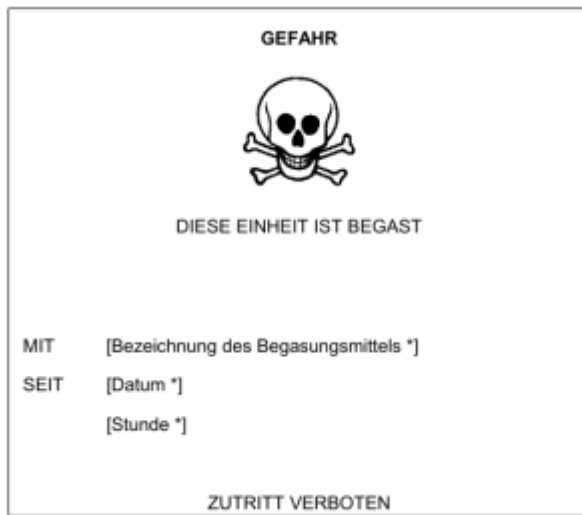 GEFAHR
DIESE EINHEIT IST BEGAST
MIT [Bezeichnung des Begasungsmittels *]
SEIT [Datum *]
[Stunde *]
ZUTRITT VERBOTEN